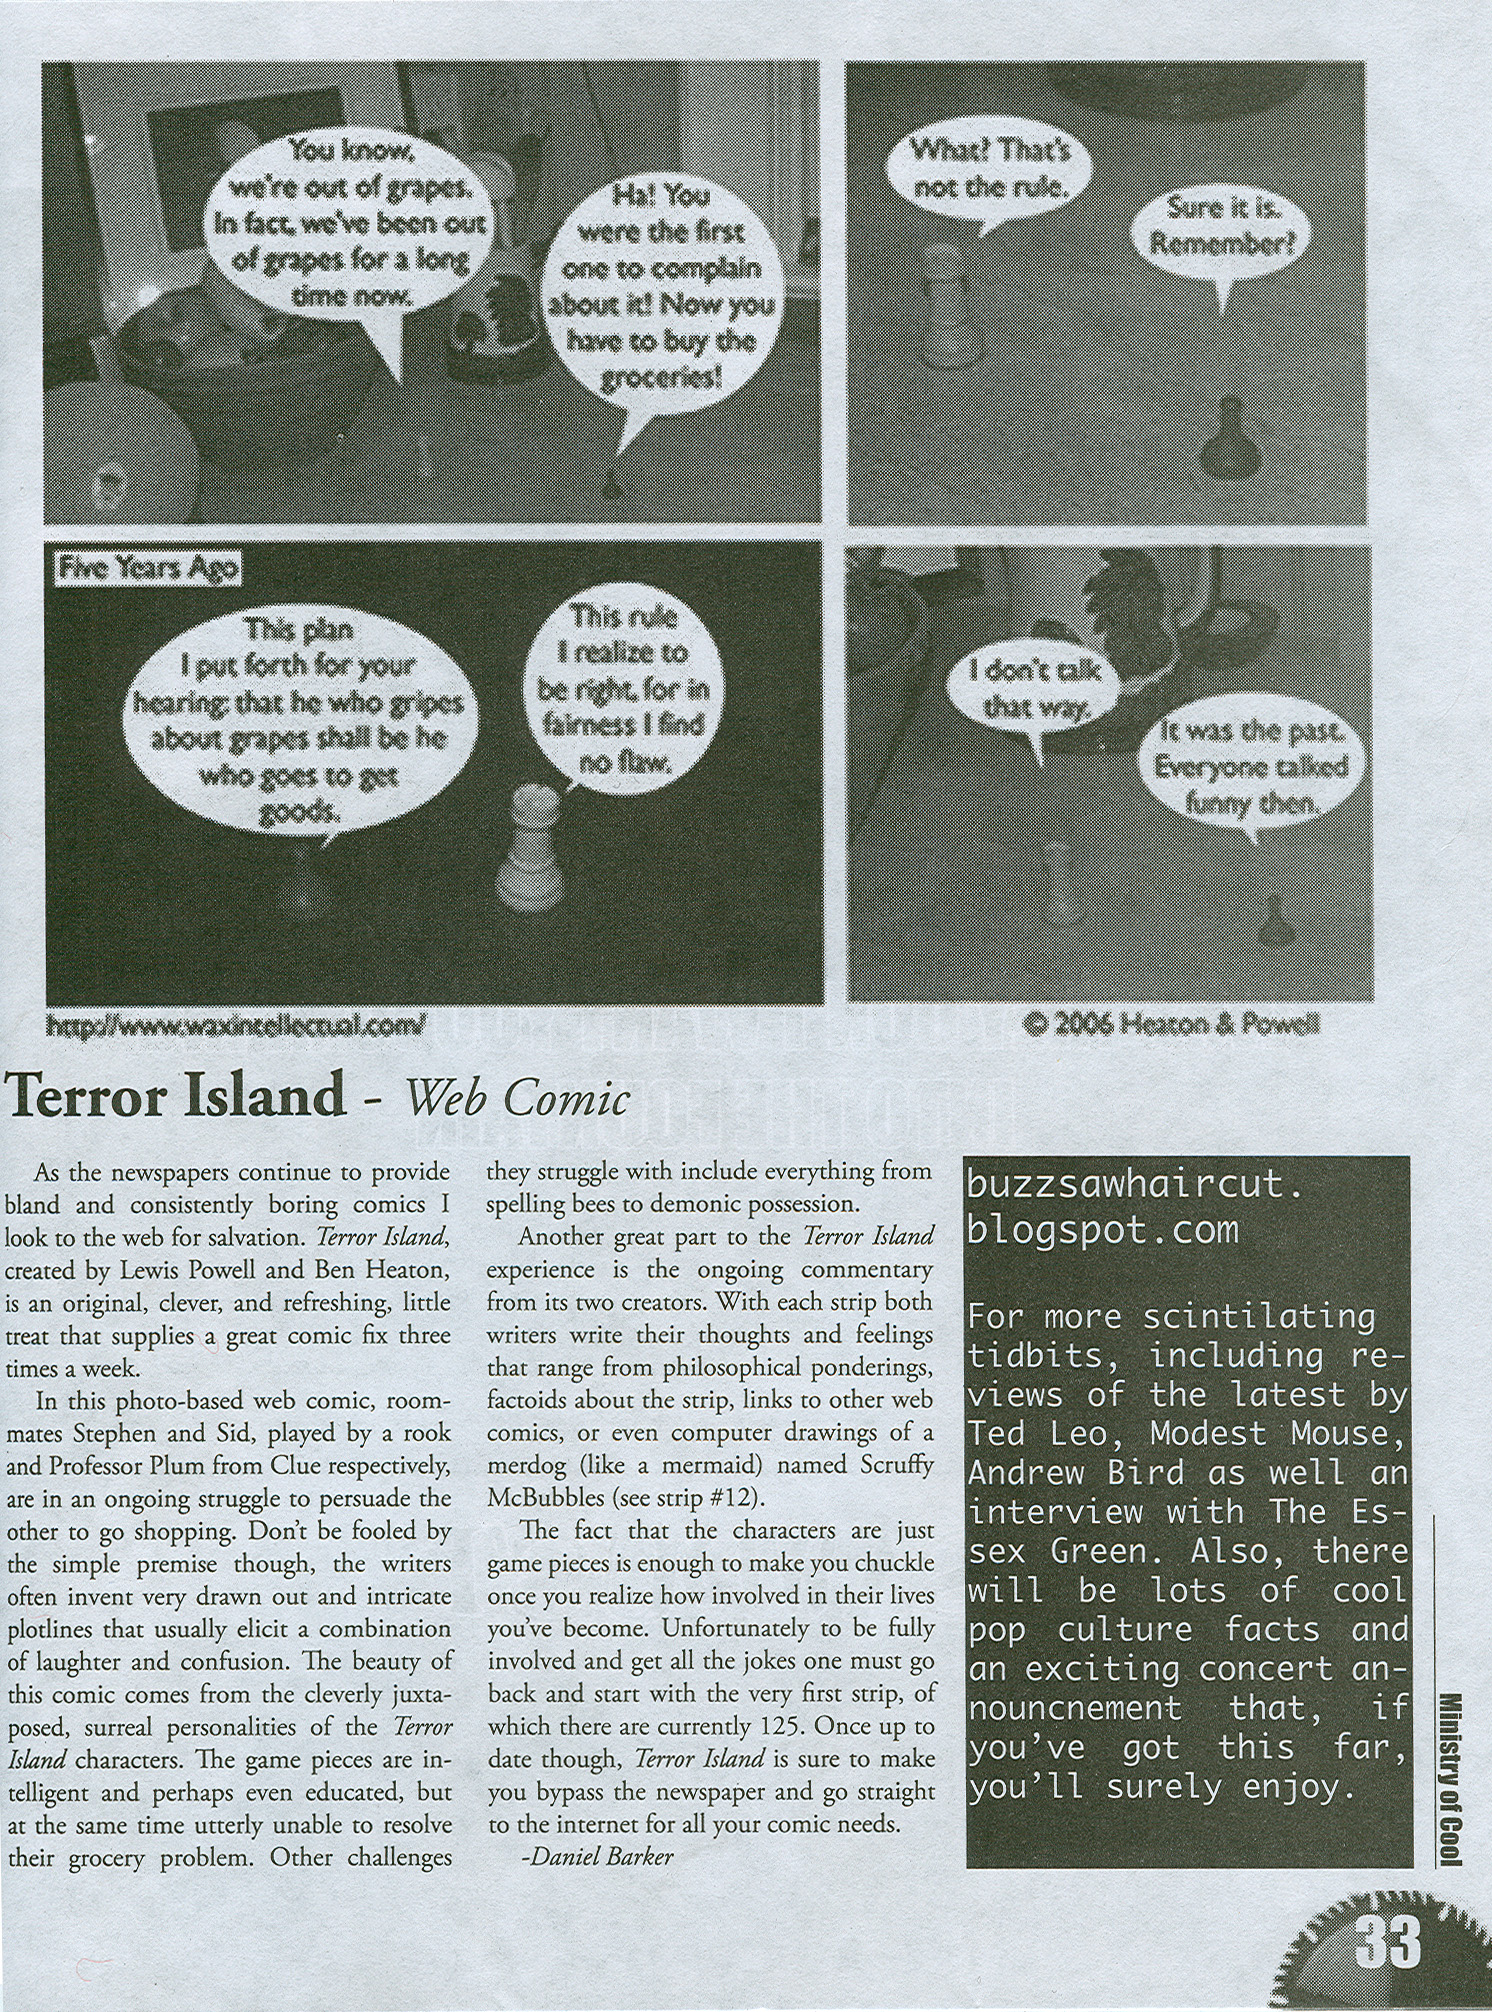 You know,
we're out of grapes.
In fact, we've been out
of grapes for a long
time now.
Ha! You
were the first
one to complain
about it! Now you
have to buy the
groceries!
What? That's
not the rule.
Sure it is.
Remember?
Five Years Ago
This plan
I put forth for your
hearing: that he who gripes
about grapes shall be he
who goes to get
goods.
This rule
I realize to
be right, for in
fairness I find
no flaw.
I don't talk
that way.
It was the past.
Everyone talked
funny then.
http://www.waxintellectual.com/
© 2006 Heaton & Powell
Terror Island - Web Comic
As the newspapers continue to provide
bland and consistently boring comics I
look to the web for salvation. Terror Island,
created by Lewis Powell and Ben Heaton,
is an original, clever, and refreshing, little
treat that supplies a great comic fix three
times a week.
In this photo-based web comic, room-
mates Stephen and Sid, played by a rook
and Professor Plum from Clue respectively,
are in an ongoing struggle to persuade the
other to go shopping. Don't be fooled by
the simple premise though, the writers
often invent very drawn out and intricate
plotlines that usually elicit a combination
of laughter and confusion. The beauty of
this comic comes from the cleverly juxta-
posed, surreal personalities of the Terror
Island characters. The game pieces are in-
telligent and perhaps even educated, but
at the same time utterly unable to resolve
their grocery problem. Other challenges
they struggle with include everything from
spelling bees to demonic possession.
Another great part to the Terror Island
experience is the ongoing commentary
from its two creators. With each strip both
writers write their thoughts and feelings
that range from philosophical ponderings,
factoids about the strip, links to other web
comics, or even computer drawings of a
merdog (like a mermaid) named Scruffy
McBubbles (see strip #12).
The fact that the characters are just
game pieces is enough to make you chuckle
once you realize how involved in their lives
you've become. Unfortunately to be fully
involved and get all the jokes one must go
back and start with the very first strip, of
which there are currently 125. Once up to
date though, Terror Island is sure to make
you bypass the newspaper and go straight
to the internet for all your comic needs.
-Daniel Barker
buzzsawhaircut.
blogspot.com
For more scintilating
tidbits, including re-
views of the latest by
Ted Leo, Modest Mouse,
Andrew Bird as well an
interview with The Es-
sex Green. Also, there
will be lots of cool
pop culture facts and
an exciting concert an-
nouncnement that, if
you've got this far,
you'll surely enjoy.
Ministry of Cool
33